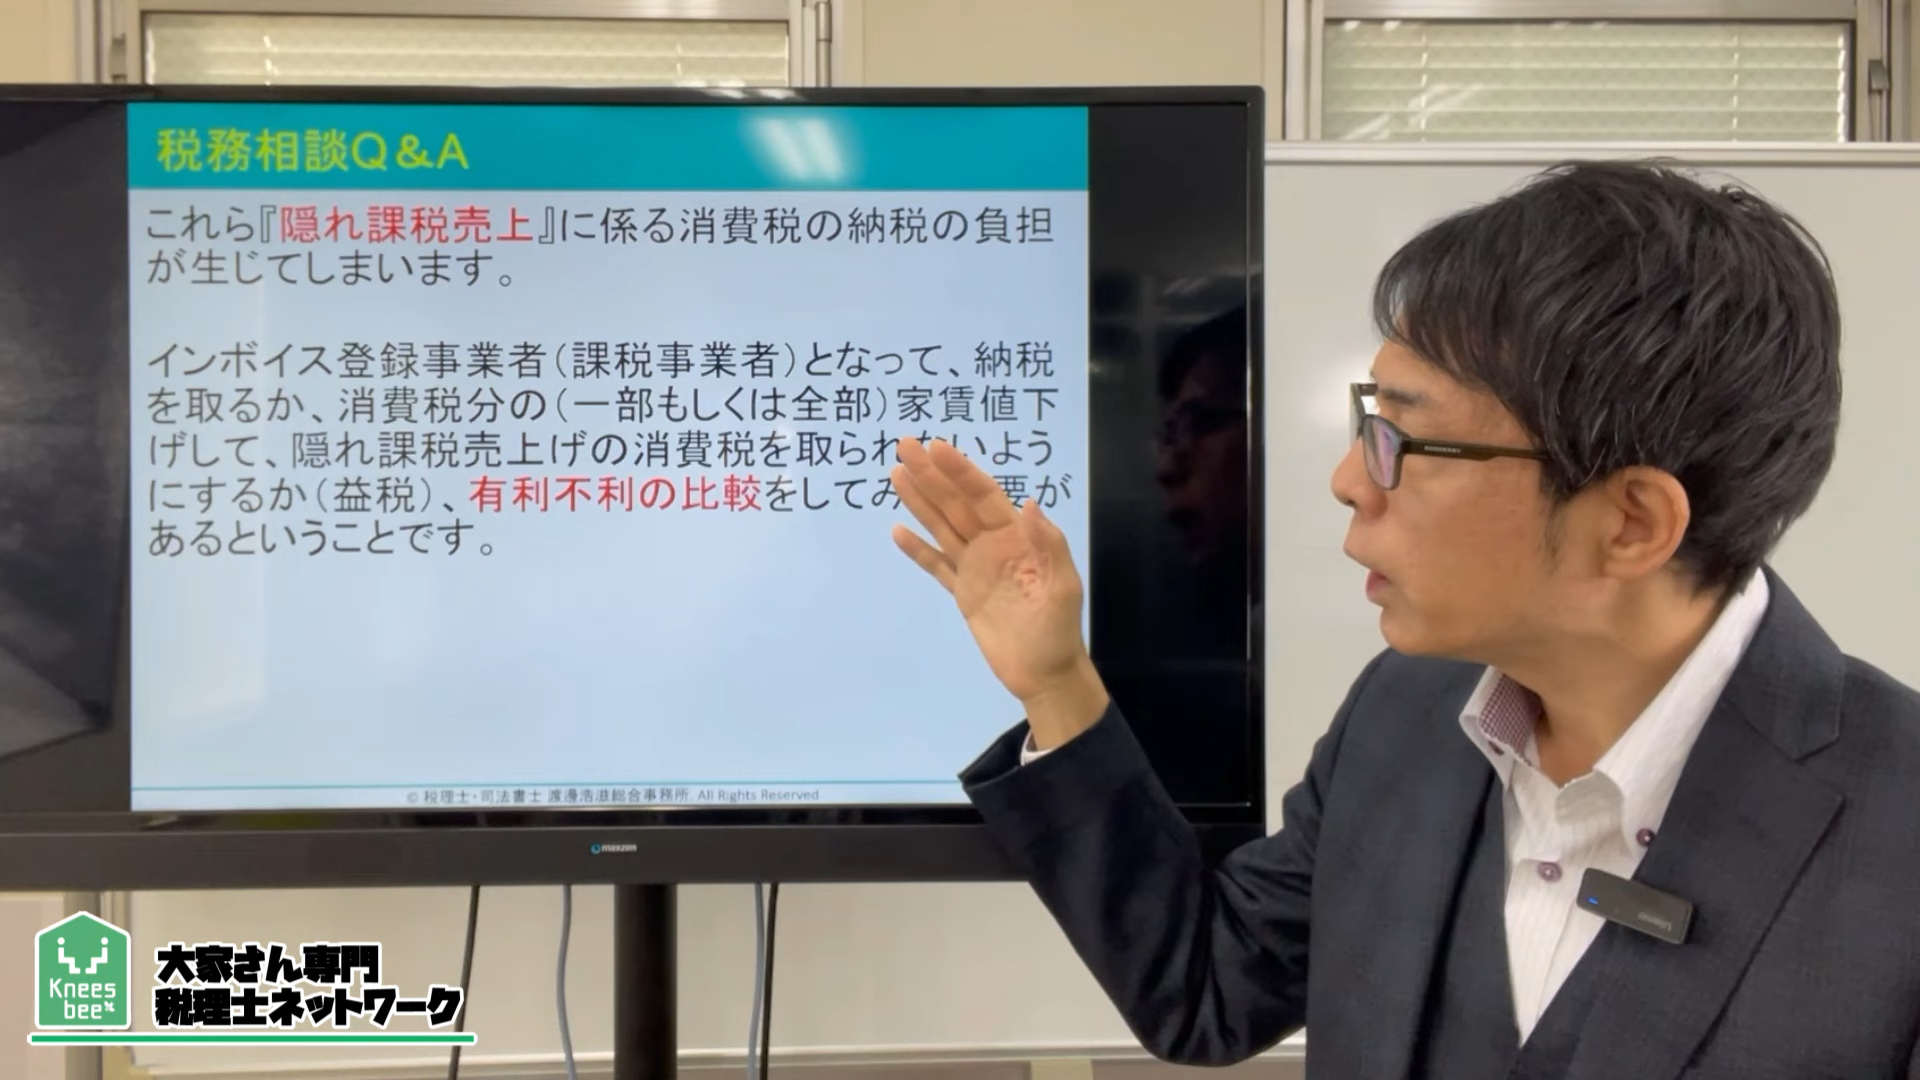 税務相談Q&A
これら『隠れ課税売上』に係る消費税の納税の負担
が生じてしまいます。
インボイス登録事業者(課税事業者)となって、納税
を取るか、消費税分の(一部もしくは全部)家賃値下
げして、隠れ課税売上げの消費税を取られないよう
にするか(益税)、有利不利の比較をしてみ 要が
あるということです。
© 税理士・司法書士 渡邊浩滋総合事務所. All Rights Reserved
maxzen
Knees
bee
大家さん専門
税理士ネットワーク